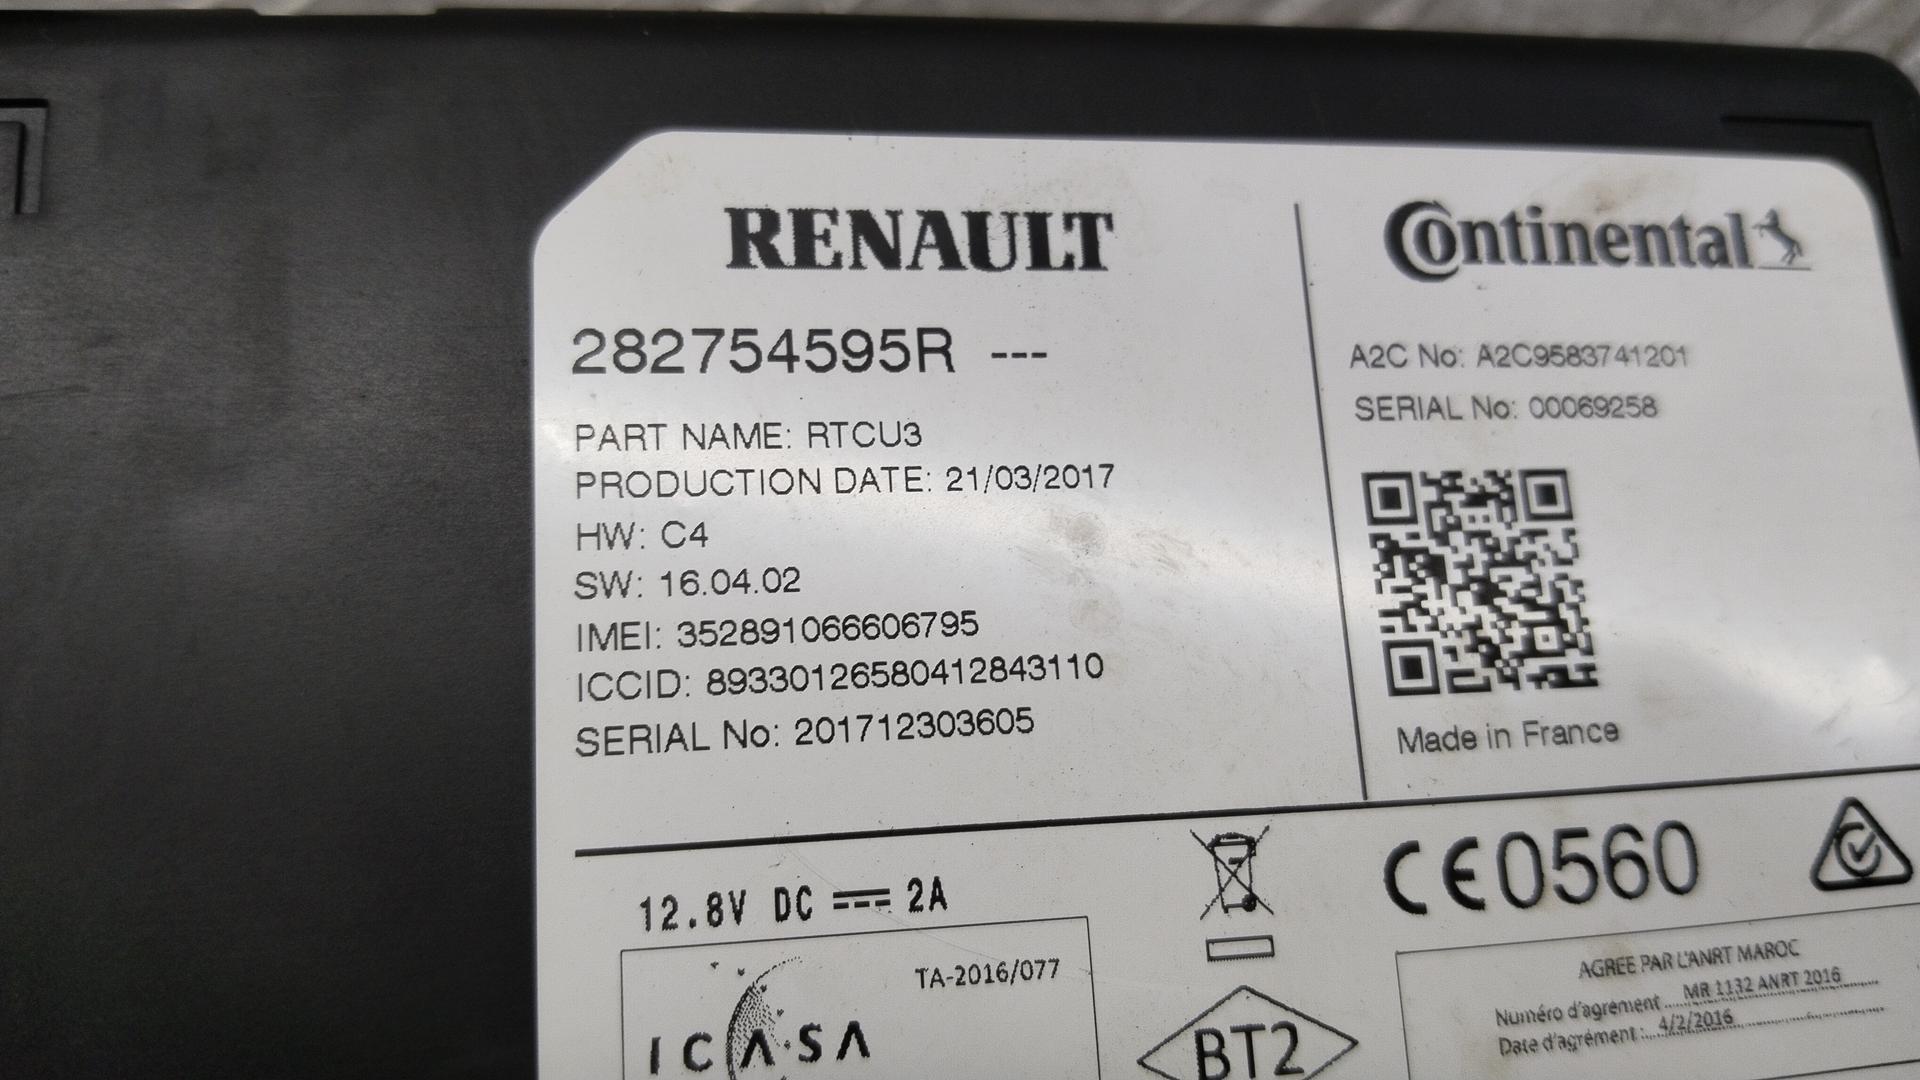 RENAULT
282754595R ---
PART NAME: RTCU3
PRODUCTION DATE: 21/03/2017
HW: C4
SW: 16.04.02
IMEI: 352891066606795
ICCID: 89330126580412843110
SERIAL No: 201712303605
Continental
A2C No: A2C9583741201
SERIAL No: 00069258
Made in France
12.8V DC 2A
CE0560
TA-2016/077
ICASA
BT2
AGREE PAR L'ANRT MAROC
Numéro d'agrement ..... MR 1132 ANRT 2016
Date d'agrément : ..... 4/2/2016